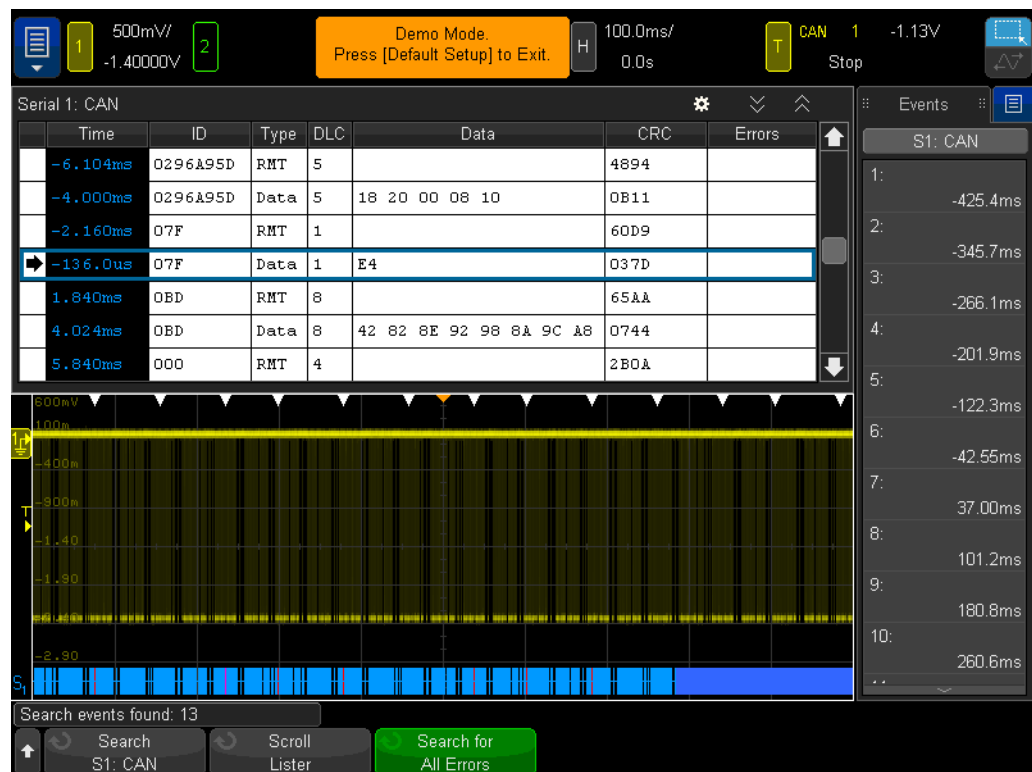 1
500mV/
-1.40000V
2
Demo Mode.
Press [Default Setup] to Exit.
H
100.0ms/
0.0s
T
CAN 1 -1.13V
Stop
Serial 1: CAN
Time ID Type DLC Data CRC Errors
-6.104ms 0296A95D RMT 5 4894
-4.000ms 0296A95D Data 5 18 20 00 08 10 0B11
-2.160ms 07F RMT 1 60D9
-136.0us 07F Data 1 E4 037D
1.840ms 0BD RMT 8 65AA
4.024ms 0BD Data 8 42 82 8E 92 98 8A 9C A8 0744
5.840ms 000 RMT 4 2B0A
600mV
100m
1
-400m
-900m
T
-1.40
-1.90
-2.90
S1
Events
S1: CAN
1:
-425.4ms
2:
-345.7ms
3:
-266.1ms
4:
-201.9ms
5:
-122.3ms
6:
-42.55ms
7:
37.00ms
8:
101.2ms
9:
180.8ms
10:
260.6ms
Search events found: 13
Search
S1: CAN
Scroll
Lister
Search for
All Errors